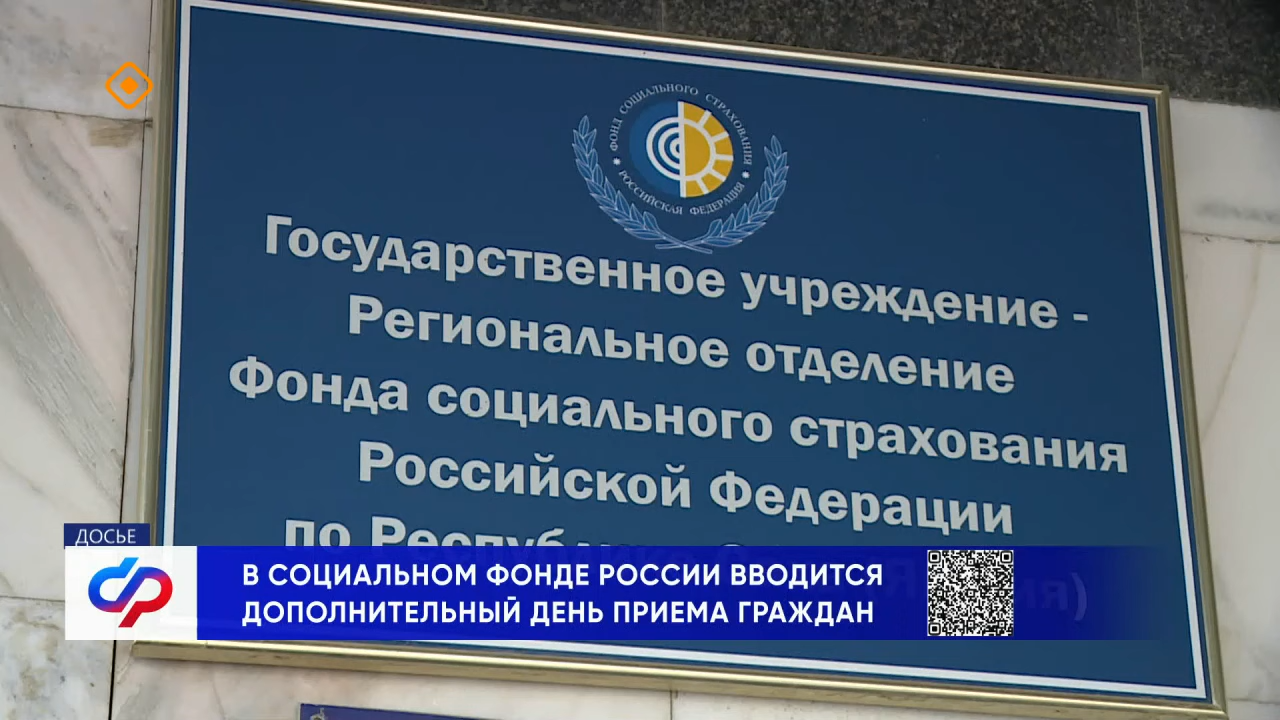 ФОНД СОЦИАЛЬНОГО СТРАХОВАНИЯ
РОССИЙСКАЯ ФЕДЕРАЦИЯ
Государственное учреждение -
Региональное отделение
Фонда социального страхования
Российской Федерации
по
ДОСЬЕ
В СОЦИАЛЬНОМ ФОНДЕ РОССИИ ВВОДИТСЯ
ДОПОЛНИТЕЛЬНЫЙ ДЕНЬ ПРИЕМА ГРАЖДАН